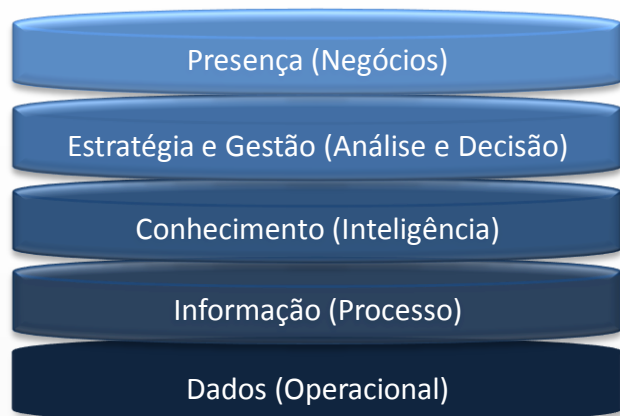 Presença (Negócios)
Estratégia e Gestão (Análise e Decisão)
Conhecimento (Inteligência)
Informação (Processo)
Dados (Operacional)